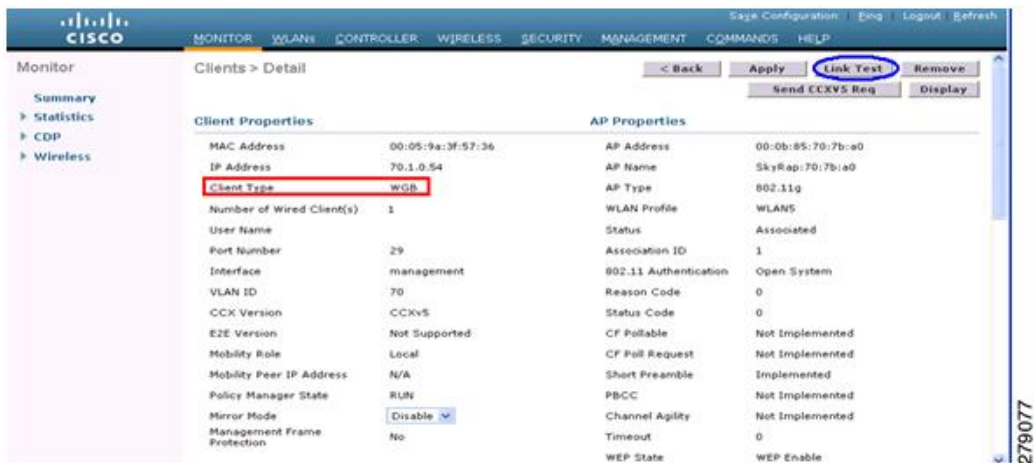 Save Configuration Ping Logout Refresh
CISCO
MONITOR WLANs CONTROLLER WIRELESS SECURITY MANAGEMENT COMMANDS HELP
Monitor
Summary
Statistics
CDP
Wireless
Clients > Detail
< Back Apply Link Test Remove
Send CCXV5 Req Display
Client Properties
MAC Address 00:05:9a:3f:57:36
IP Address 70.1.0.54
Client Type WGB
Number of Wired Client(s) 1
User Name
Port Number 29
Interface management
VLAN ID 70
CCX Version CCXv5
E2E Version Not Supported
Mobility Role Local
Mobility Peer IP Address N/A
Policy Manager State RUN
Mirror Mode Disable
Management Frame Protection No
AP Properties
AP Address 00:0b:85:70:7b:a0
AP Name SkyRap:70:7b:a0
AP Type 802.11g
WLAN Profile WLAN5
Status Associated
Association ID 1
802.11 Authentication Open System
Reason Code 0
Status Code 0
CF Pollable Not Implemented
CF Poll Request Not Implemented
Short Preamble Implemented
PBCC Not Implemented
Channel Agility Not Implemented
Timeout 0
WEP State WEP Enable
279077